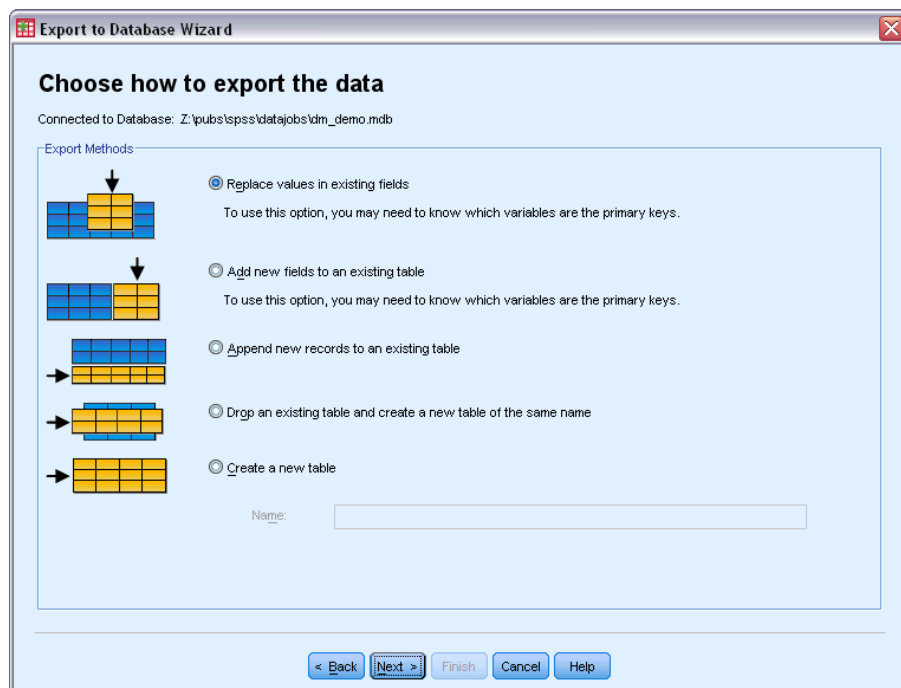 Export to Database Wizard
Choose how to export the data
Connected to Database: Z:\pubs\spss\datajobs\dm_demo.mdb
Export Methods
Replace values in existing fields
To use this option, you may need to know which variables are the primary keys.
Add new fields to an existing table
To use this option, you may need to know which variables are the primary keys.
Append new records to an existing table
Drop an existing table and create a new table of the same name
Create a new table
Name:
< Back Next > Finish Cancel Help